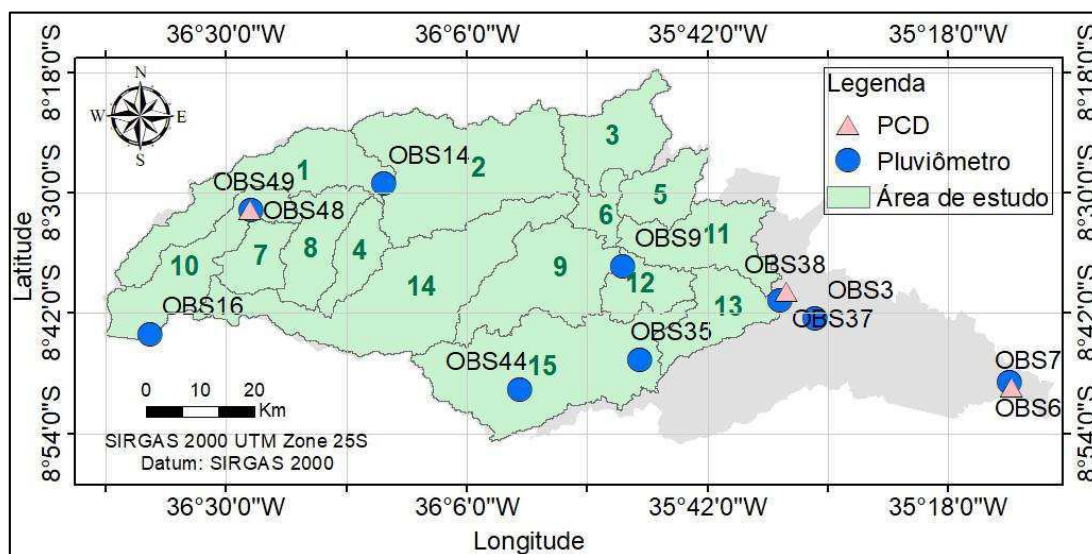 36°30'0"W 36°6'0"W 35°42'0"W 35°18'0"W
8°18'0"S 8°18'0"S
N
W E
S
Legenda
PCD
Pluviômetro
Área de estudo
3
1
OBS14
2
8°30'0"S 8°30'0"S
OBS49
OBS48
5
6
OBS9
11
7
8
4
10
14
9
12
13
OBS38
OBS3
OBS37
Latitude
8°42'0"S 8°42'0"S
OBS16
OBS35
OBS44
15
OBS7
OBS6
0 10 20
Km
SIRGAS 2000 UTM Zone 25S
Datum: SIRGAS 2000
8°54'0"S 8°54'0"S
36°30'0"W 36°6'0"W 35°42'0"W 35°18'0"W
Longitude